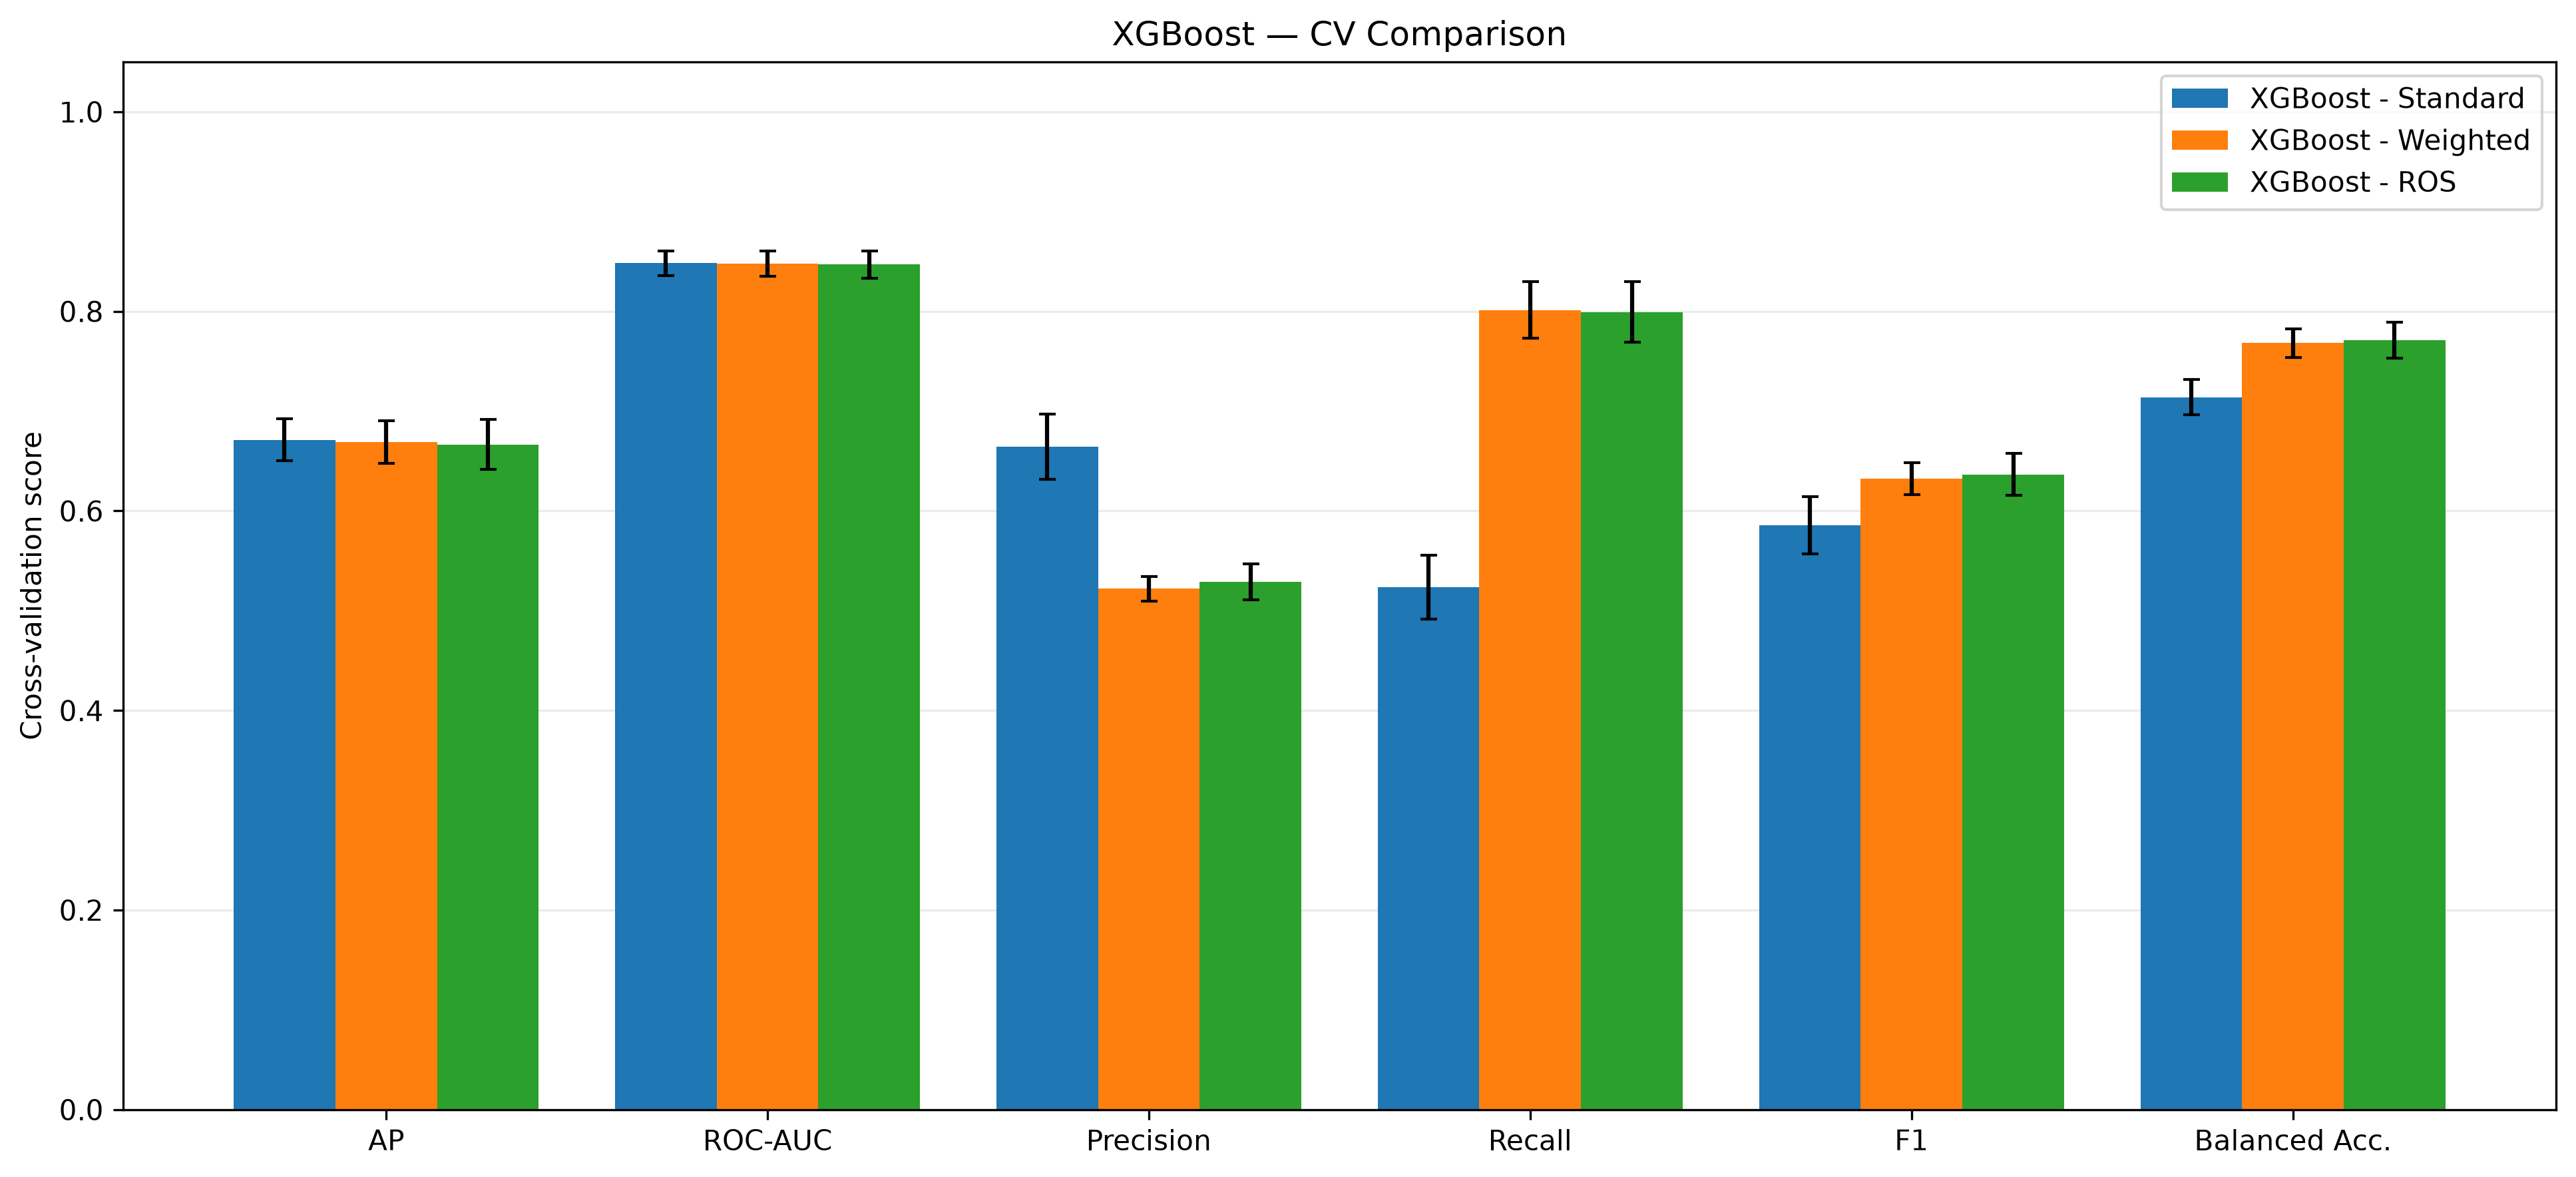 XGBoost — CV Comparison
XGBoost - Standard
XGBoost - Weighted
XGBoost - ROS
Cross-validation score
1.0
0.8
0.6
0.4
0.2
0.0
AP
ROC-AUC
Precision
Recall
F1
Balanced Acc.